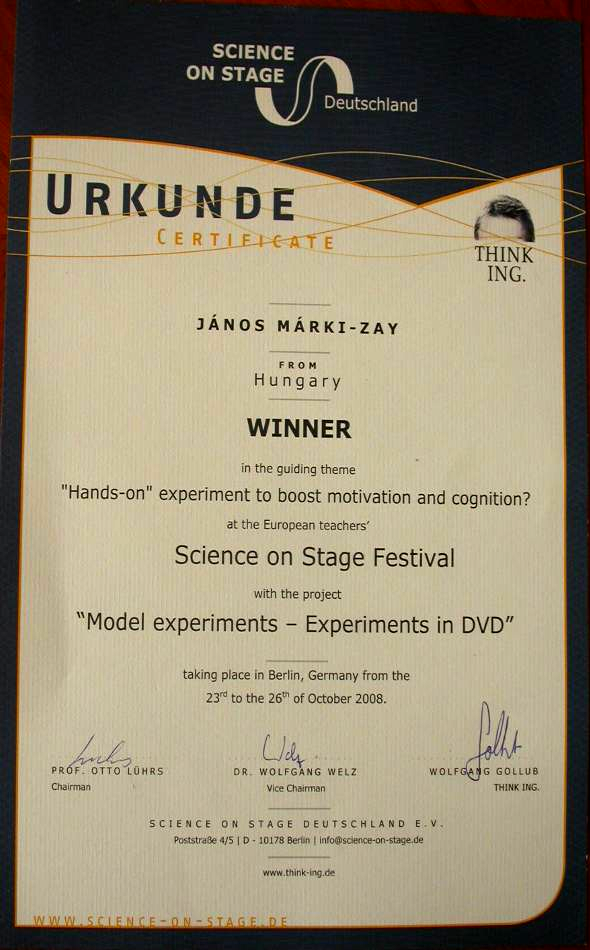 SCIENCE
ON STAGE
Deutschland
URKUNDE
CERTIFICATE
THINK
ING.
JÁNOS MÁRKI-ZAY
FROM
Hungary
WINNER
in the guiding theme
"Hands-on" experiment to boost motivation and cognition?
at the European teachers’
Science on Stage Festival
with the project
“Model experiments – Experiments in DVD”
taking place in Berlin, Germany from the
23rd to the 26th of October 2008.
Lührs Welz Gollub
PROF. OTTO LÜHRS DR. WOLFGANG WELZ WOLFGANG GOLLUB
Chairman Vice Chairman THINK ING.
SCIENCE ON STAGE DEUTSCHLAND E.V.
Poststraße 4/5 | D - 10178 Berlin | info@science-on-stage.de
www.think-ing.de
WWW.SCIENCE-ON-STAGE.DE